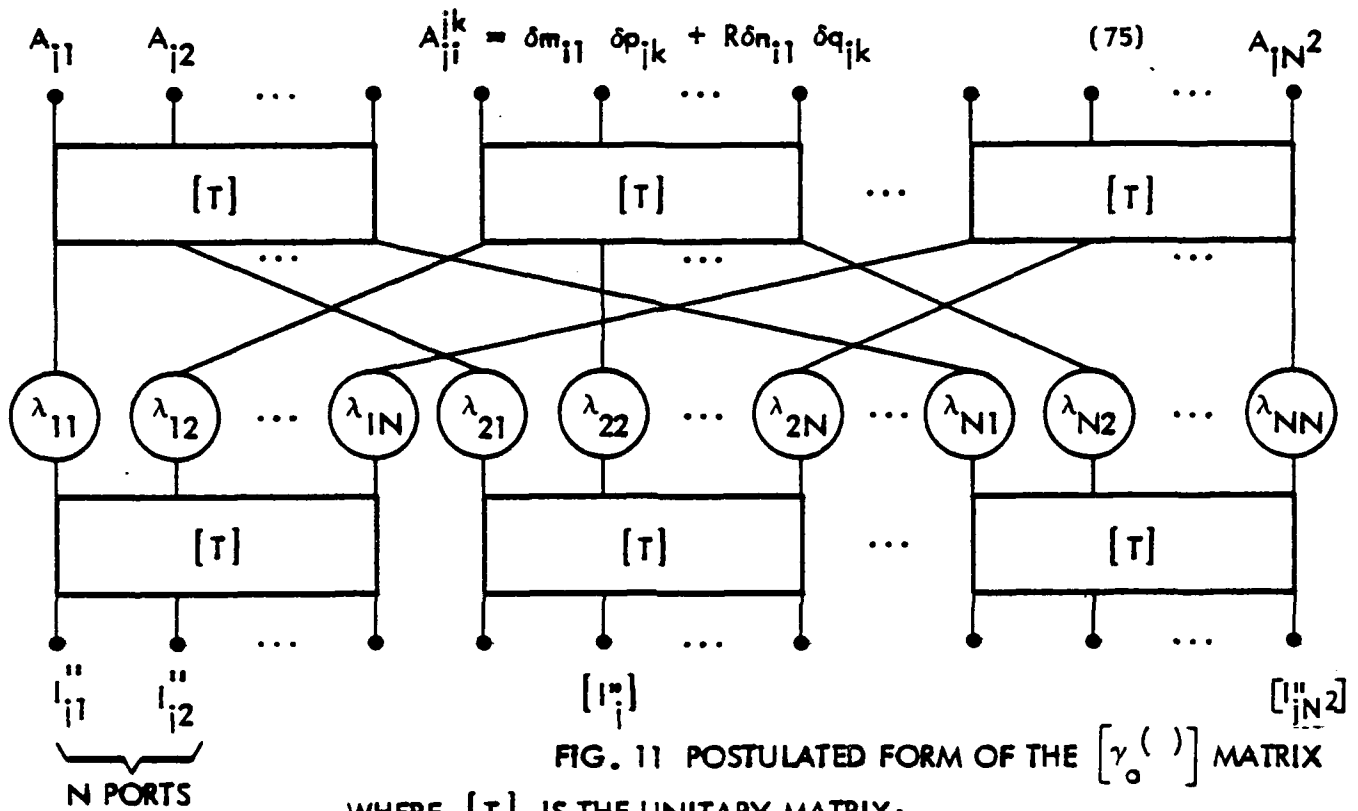 A_{j1} A_{j2} A_{ji}^{jk} = δm_{i1} δp_{jk} + Rδn_{i1} δq_{jk} (75) A_{jN^2}
... ... ...
[T] [T] ... [T]
... ... ...
λ_{11} λ_{12} ... λ_{1N} λ_{21} λ_{22} ... λ_{2N} ... λ_{N1} λ_{N2} ... λ_{NN}
[T] [T] ... [T]
... ... ...
I''_{j1} I''_{j2} [I''_j] [I''_{jN^2}]
N PORTS
FIG. 11 POSTULATED FORM OF THE [γ_o^{( )}] MATRIX
WHERE [T] IS THE UNITARY MATRIX: